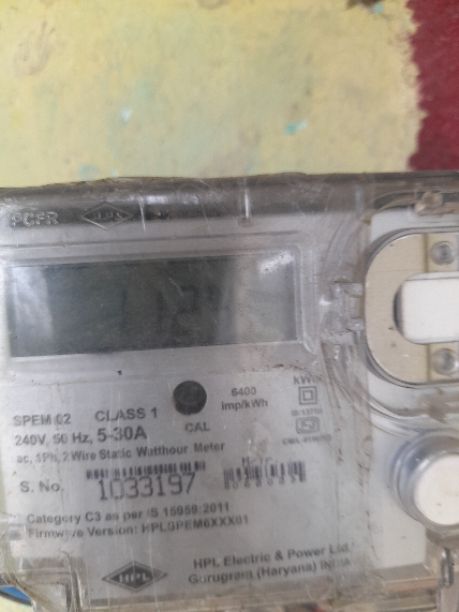 HPL
SPEM 02 CLASS 1
240V, 50 Hz, 5-30A
CAL
6400
imp/kWh
ac, 1Ph, 2 Wire Static Watthour Meter
S. No. 1033197
Category C3 as per IS 15959:2011
Firmware Version: HPLSPEM6XXX01
HPL
HPL Electric & Power Ltd.
Gurugram (Haryana) INDIA